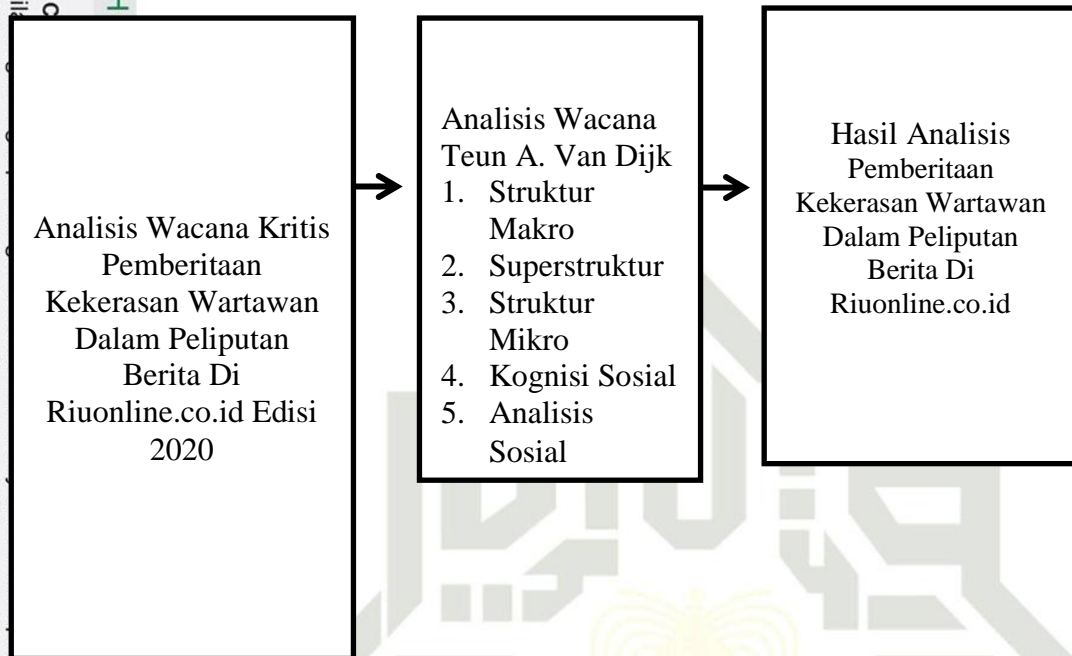 Analisis Wacana Kritis
Pemberitaan
Kekerasan Wartawan
Dalam Peliputan
Berita Di
Riuonline.co.id Edisi
2020
Analisis Wacana
Teun A. Van Dijk
1. Struktur
Makro
2. Superstruktur
3. Struktur
Mikro
4. Kognisi Sosial
5. Analisis
Sosial
Hasil Analisis
Pemberitaan
Kekerasan Wartawan
Dalam Peliputan
Berita Di
Riuonline.co.id